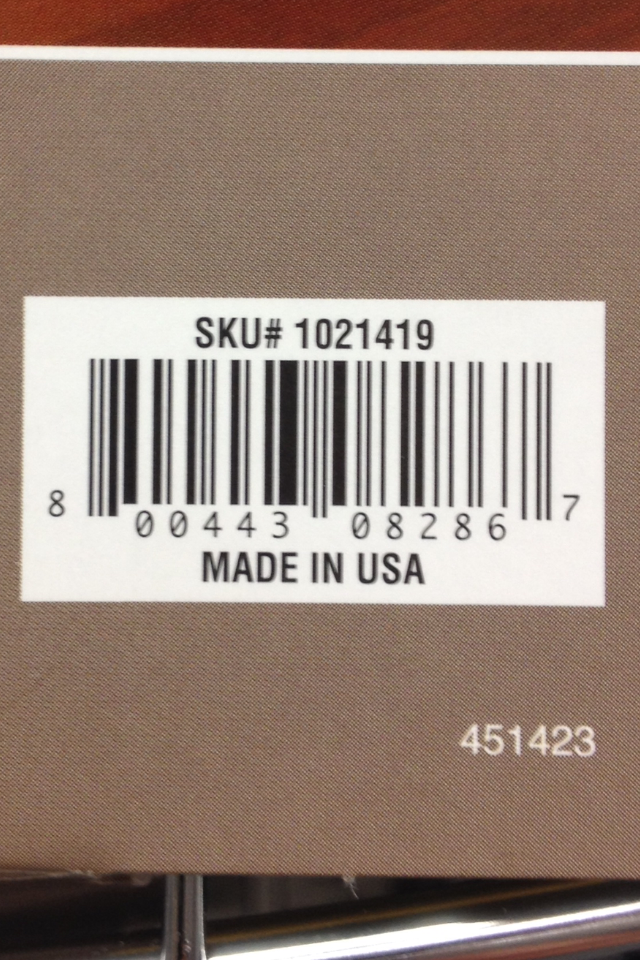 SKU# 1021419
8 00443 08286 7
MADE IN USA
451423